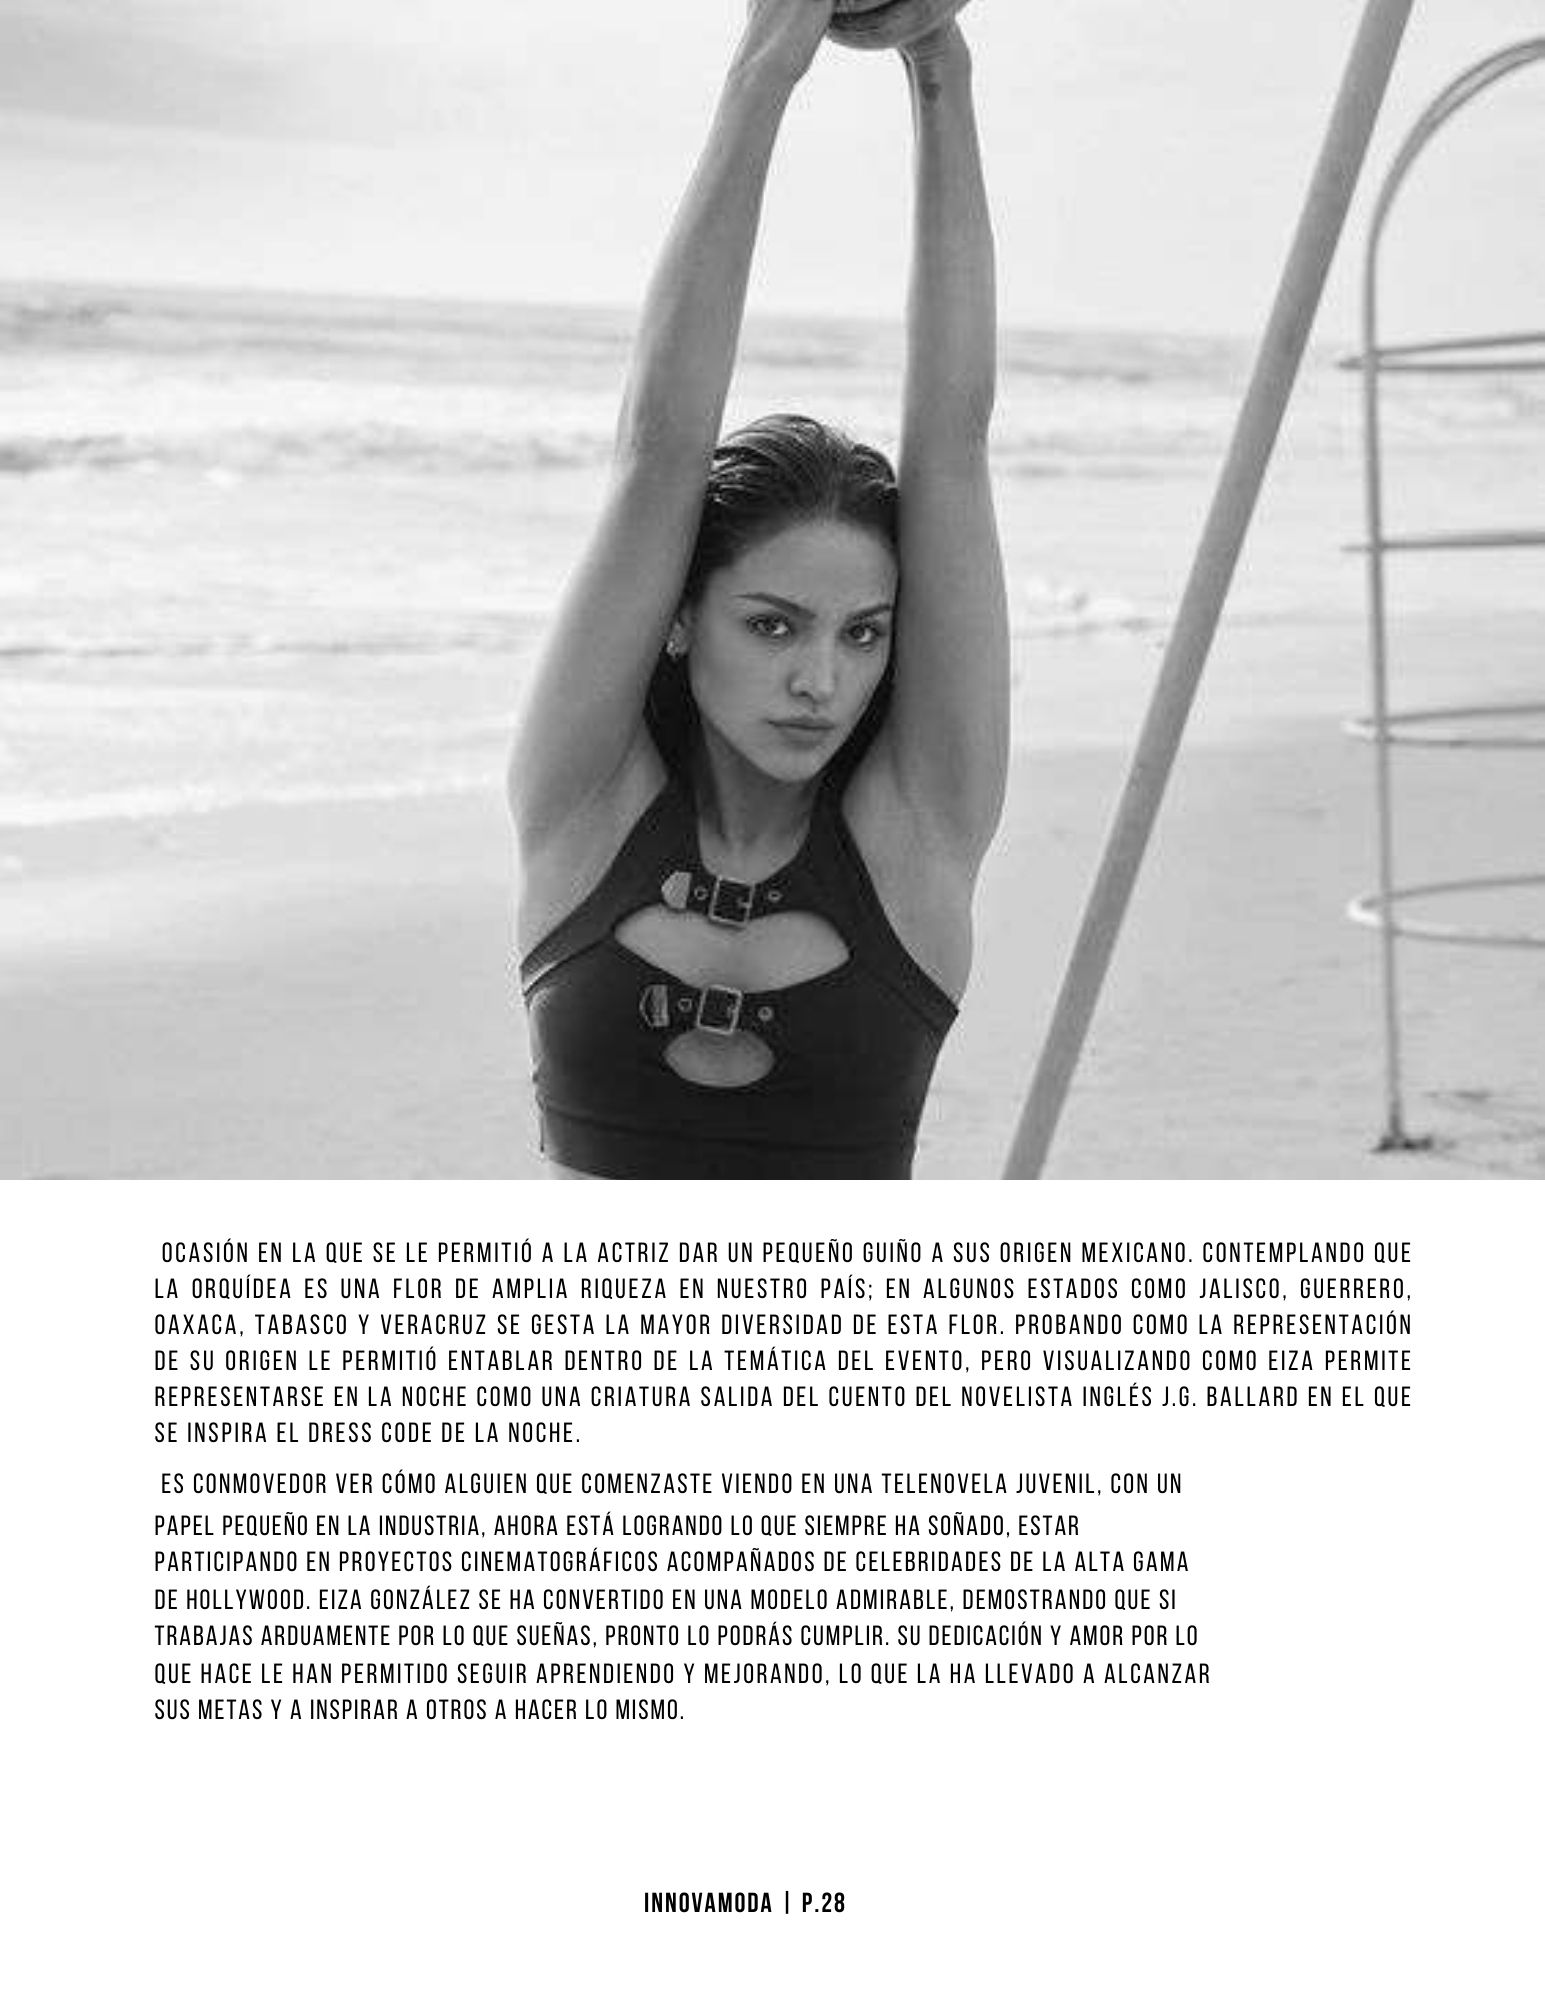 OCASIÓN EN LA QUE SE LE PERMITIÓ A LA ACTRIZ DAR UN PEQUEÑO GUIÑO A SUS ORIGEN MEXICANO. CONTEMPLANDO QUE
LA ORQUÍDEA ES UNA FLOR DE AMPLIA RIQUEZA EN NUESTRO PAÍS; EN ALGUNOS ESTADOS COMO JALISCO, GUERRERO,
OAXACA, TABASCO Y VERACRUZ SE GESTA LA MAYOR DIVERSIDAD DE ESTA FLOR. PROBANDO COMO LA REPRESENTACIÓN
DE SU ORIGEN LE PERMITIÓ ENTABLAR DENTRO DE LA TEMÁTICA DEL EVENTO, PERO VISUALIZANDO COMO EIZA PERMITE
REPRESENTARSE EN LA NOCHE COMO UNA CRIATURA SALIDA DEL CUENTO DEL NOVELISTA INGLÉS J.G. BALLARD EN EL QUE
SE INSPIRA EL DRESS CODE DE LA NOCHE.
ES CONMOVEDOR VER CÓMO ALGUIEN QUE COMENZASTE VIENDO EN UNA TELENOVELA JUVENIL, CON UN
PAPEL PEQUEÑO EN LA INDUSTRIA, AHORA ESTÁ LOGRANDO LO QUE SIEMPRE HA SOÑADO, ESTAR
PARTICIPANDO EN PROYECTOS CINEMATOGRÁFICOS ACOMPAÑADOS DE CELEBRIDADES DE LA ALTA GAMA
DE HOLLYWOOD. EIZA GONZÁLEZ SE HA CONVERTIDO EN UNA MODELO ADMIRABLE, DEMOSTRANDO QUE SI
TRABAJAS ARDUAMENTE POR LO QUE SUEÑAS, PRONTO LO PODRÁS CUMPLIR. SU DEDICACIÓN Y AMOR POR LO
QUE HACE LE HAN PERMITIDO SEGUIR APRENDIENDO Y MEJORANDO, LO QUE LA HA LLEVADO A ALCANZAR
SUS METAS Y A INSPIRAR A OTROS A HACER LO MISMO.
INNOVAMODA | P.28